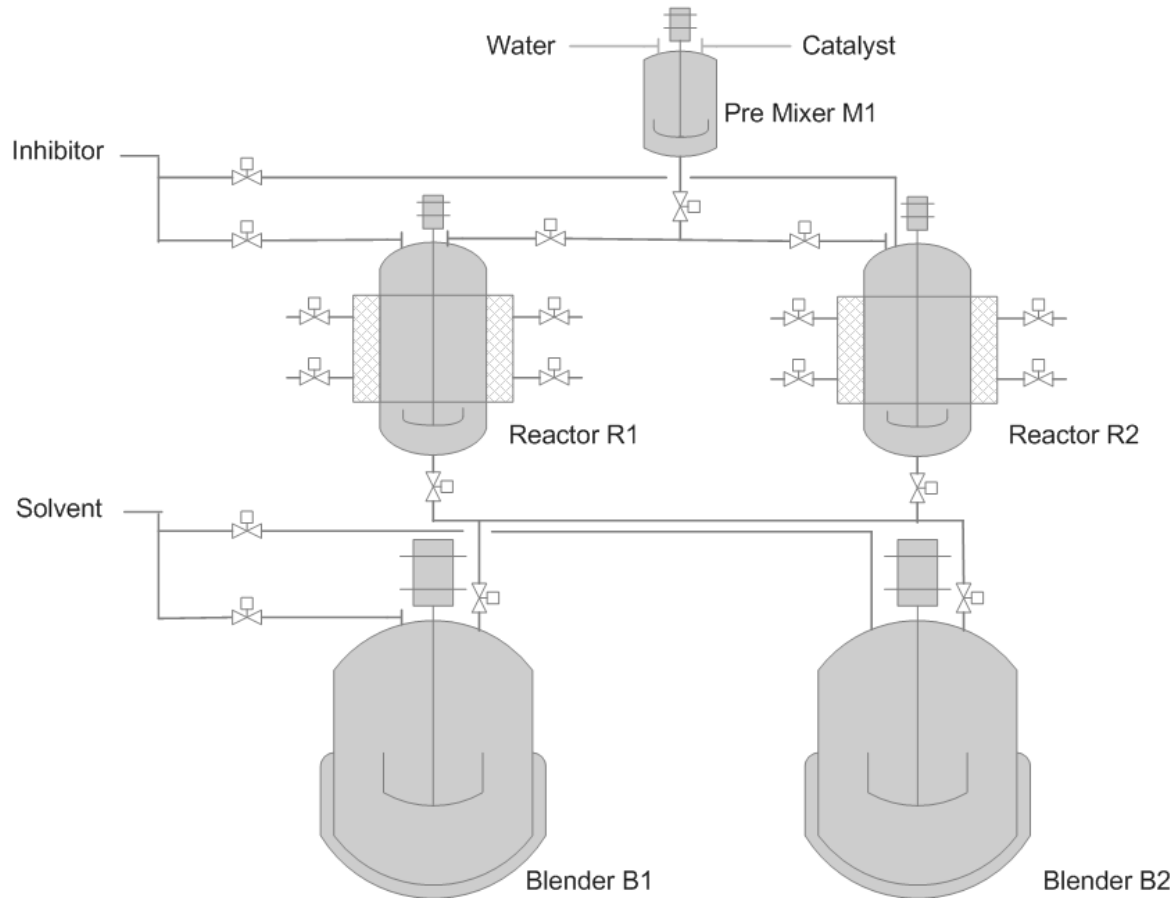 Water
Catalyst
Pre Mixer M1
Inhibitor
Reactor R1
Reactor R2
Solvent
Blender B1
Blender B2